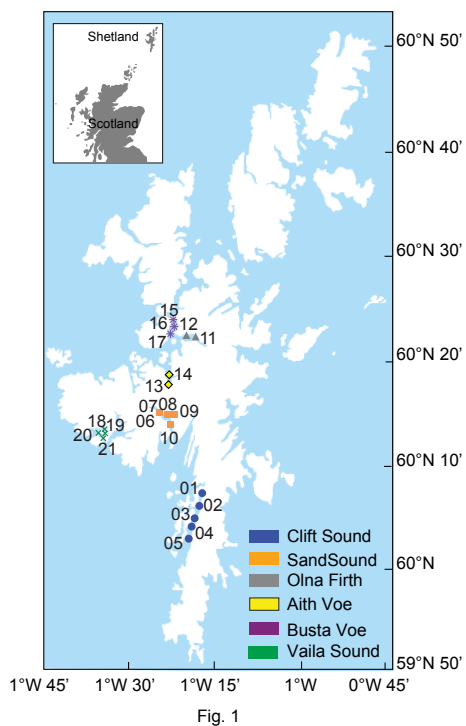 Shetland
Scotland
60°N 50'
60°N 40'
60°N 30'
60°N 20'
60°N 10'
60°N
59°N 50'
15
16
12
17
11
14
13
07
08
09
06
10
18
19
20
21
01
02
03
04
05
Clift Sound
SandSound
Olna Firth
Aith Voe
Busta Voe
Vaila Sound
1°W 45' 1°W 30' 1°W 15' 1°W 0°W 45'
Fig. 1